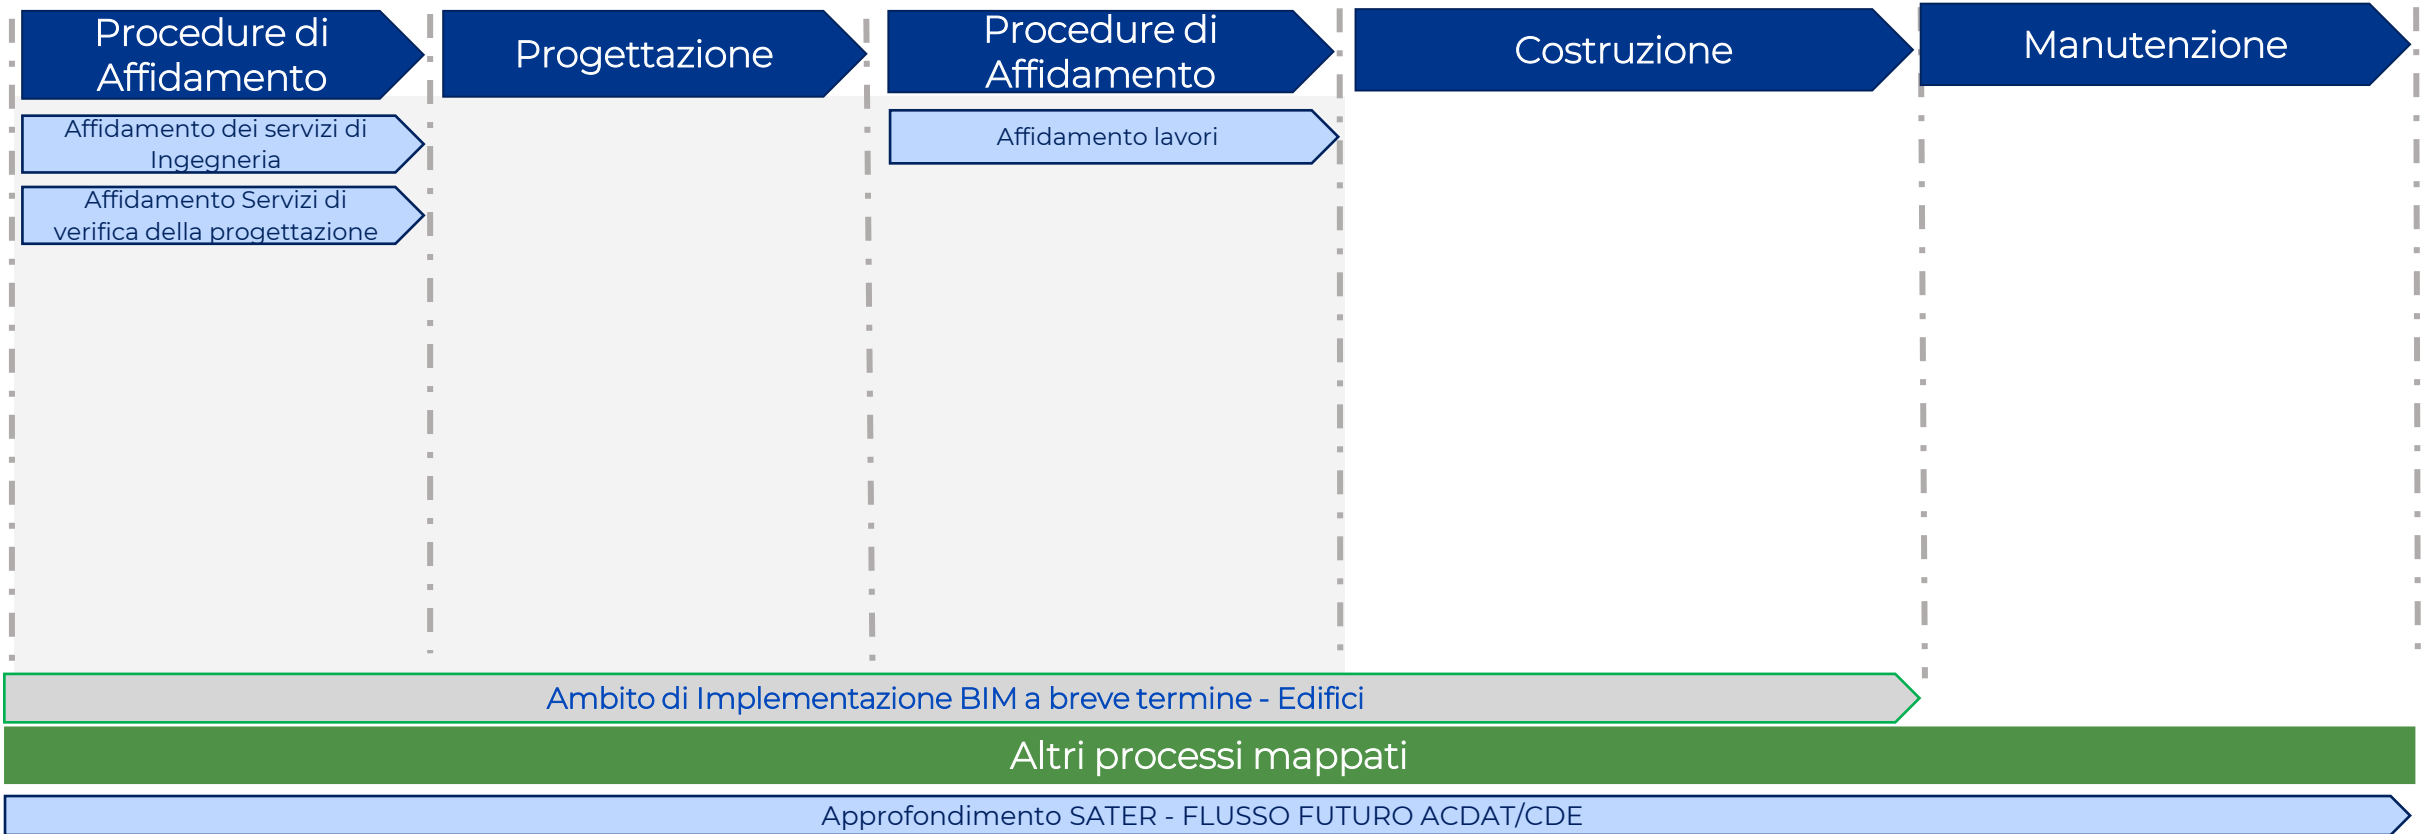 Procedure di
Affidamento
Progettazione
Procedure di
Affidamento
Costruzione
Manutenzione
Affidamento dei servizi di
Ingegneria
Affidamento Servizi di
verifica della progettazione
Affidamento lavori
Ambito di Implementazione BIM a breve termine - Edifici
Altri processi mappati
Approfondimento SATER - FLUSSO FUTURO ACDAT/CDE